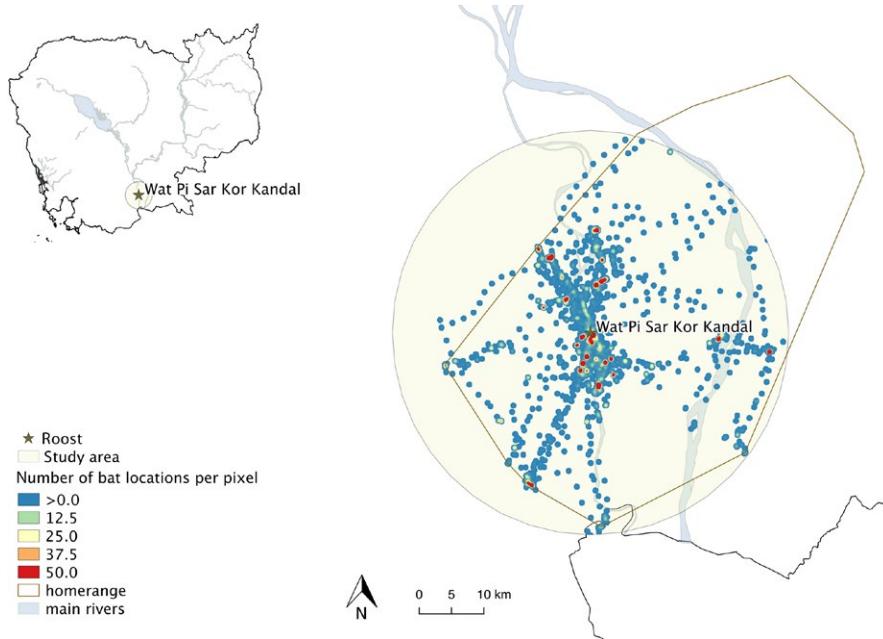 Wat Pi Sar Kor Kandal
Wat Pi Sar Kor Kandal
Roost
Study area
Number of bat locations per pixel
>0.0
12.5
25.0
37.5
50.0
homerange
main rivers
N
0 5 10 km